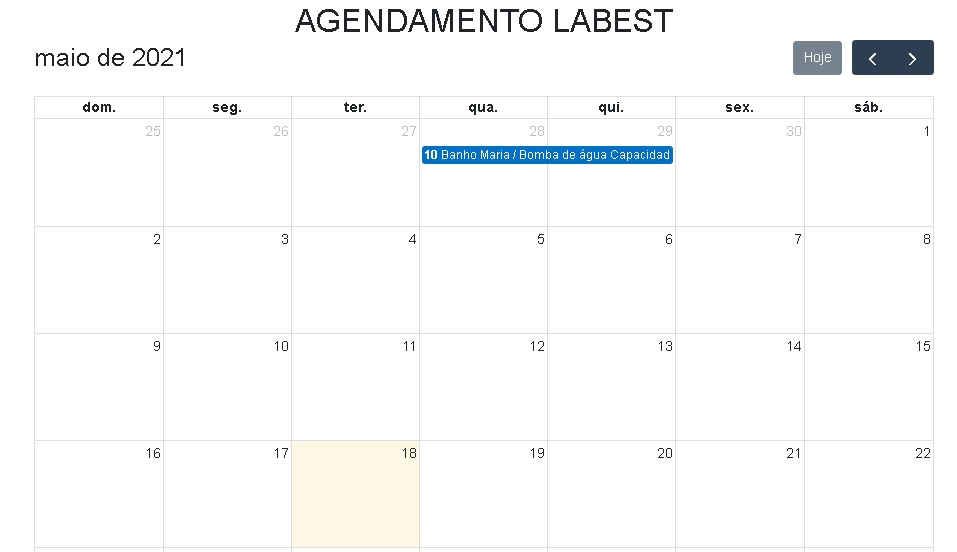 AGENDAMENTO LABEST
maio de 2021
Hoje
dom. seg. ter. qua. qui. sex. sáb.
25 26 27 28 29 30 1
10 Banho Maria / Bomba de água Capacidad
2 3 4 5 6 7 8
9 10 11 12 13 14 15
16 17 18 19 20 21 22